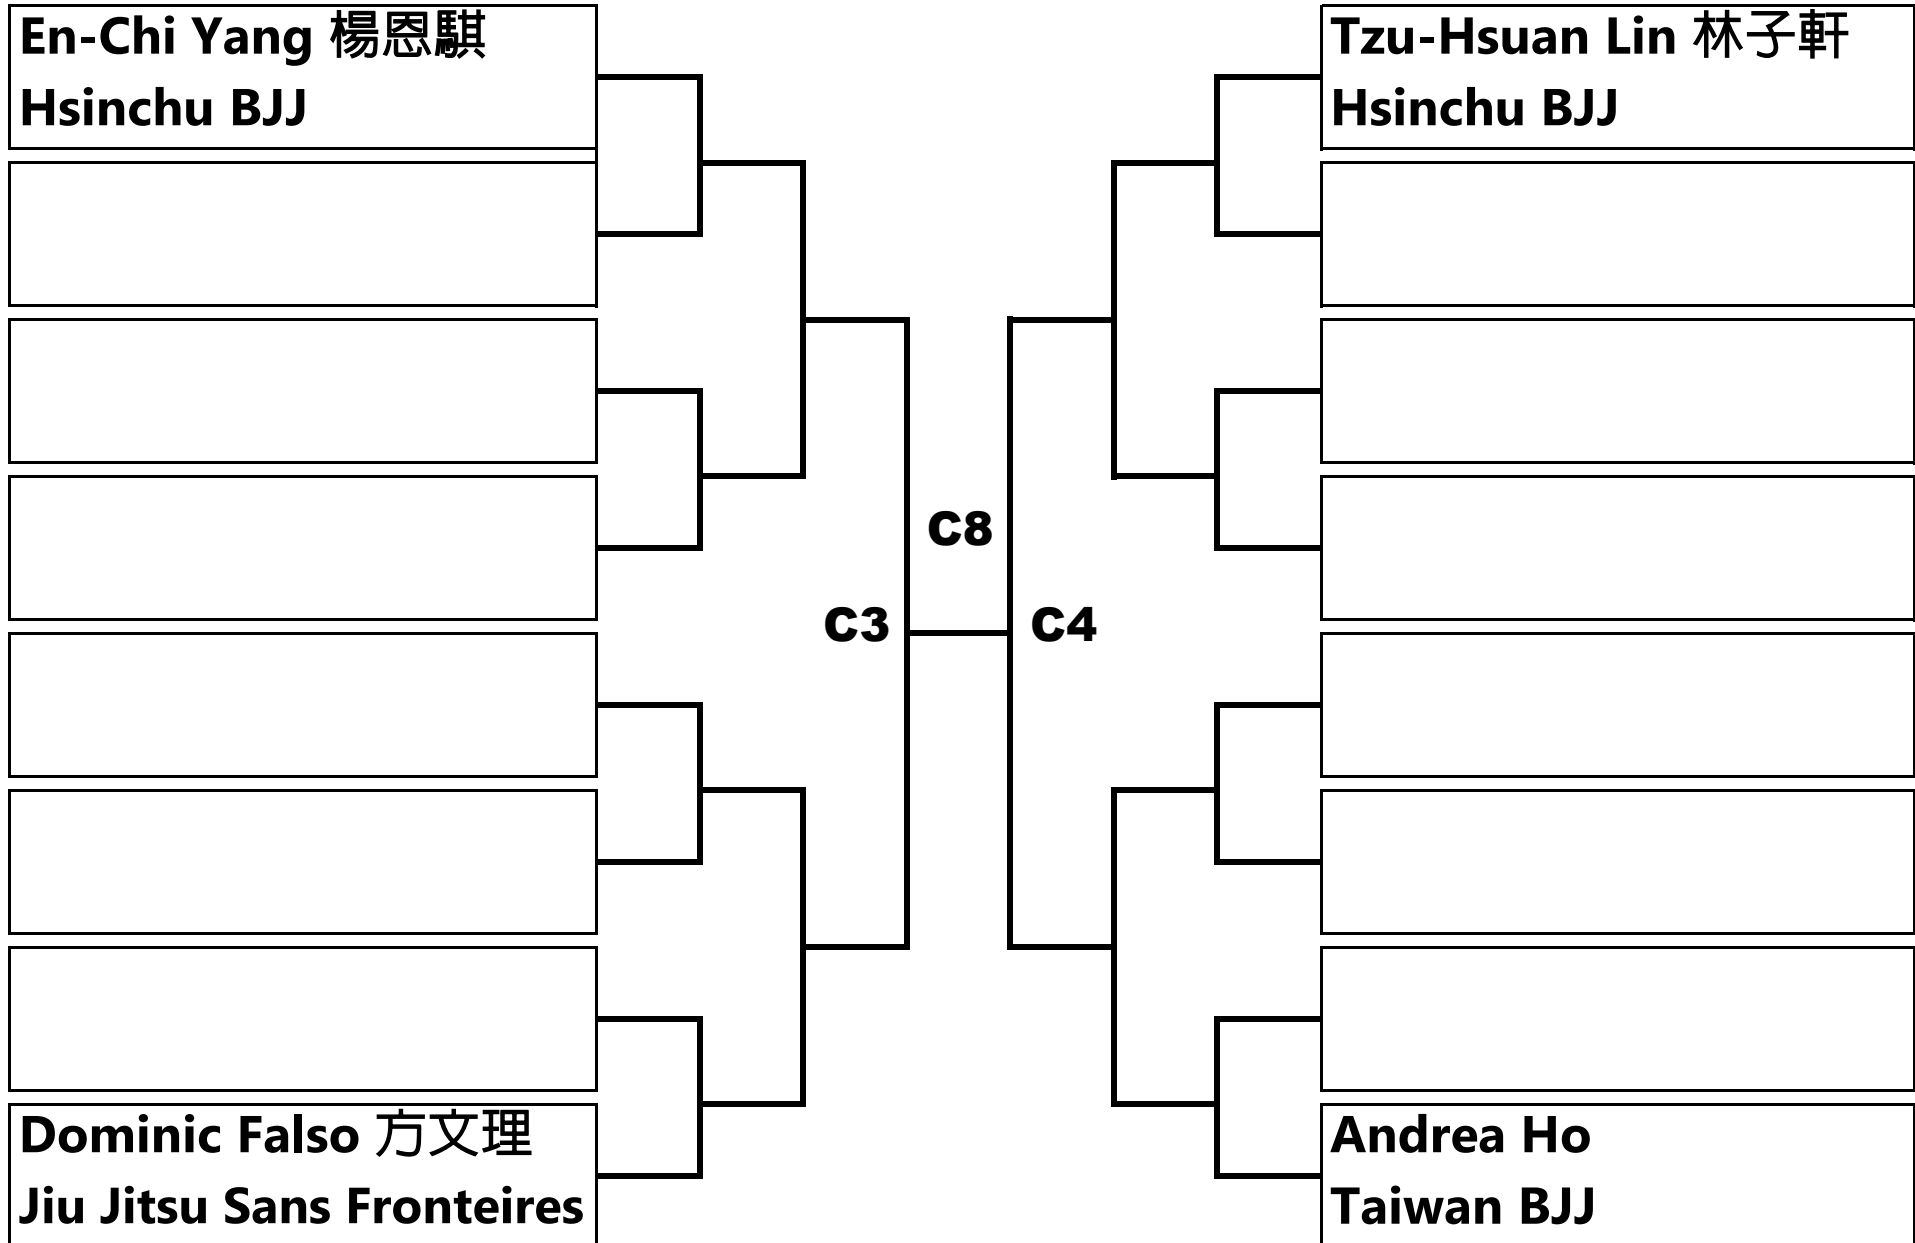 En-Chi Yang 楊恩騏
Hsinchu BJJ
Tzu-Hsuan Lin 林子軒
Hsinchu BJJ
C8
C3
C4
Dominic Falso 方文理
Jiu Jitsu Sans Fronteires
Andrea Ho
Taiwan BJJ